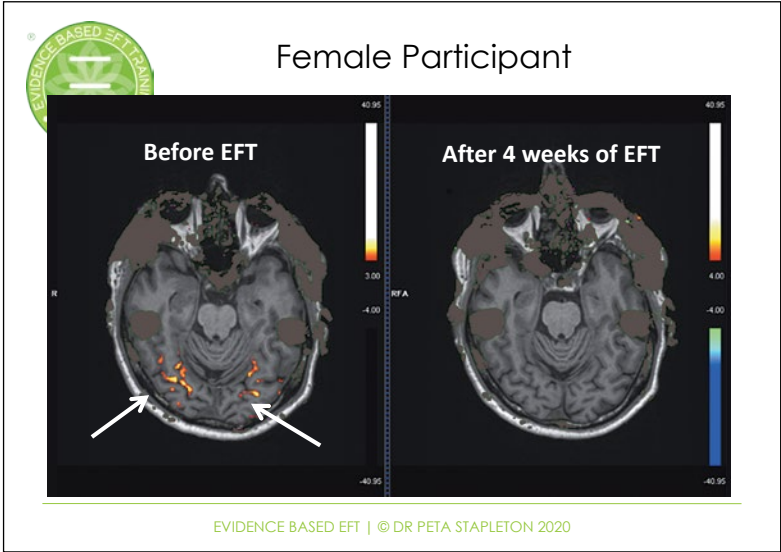 ®
EVIDENCE BASED EFT TRAINING
Female Participant
40.95
40.95
Before EFT
After 4 weeks of EFT
3.00
4.00
R
RFA
-4.00
-4.00
-40.95
-40.95
EVIDENCE BASED EFT | © DR PETA STAPLETON 2020